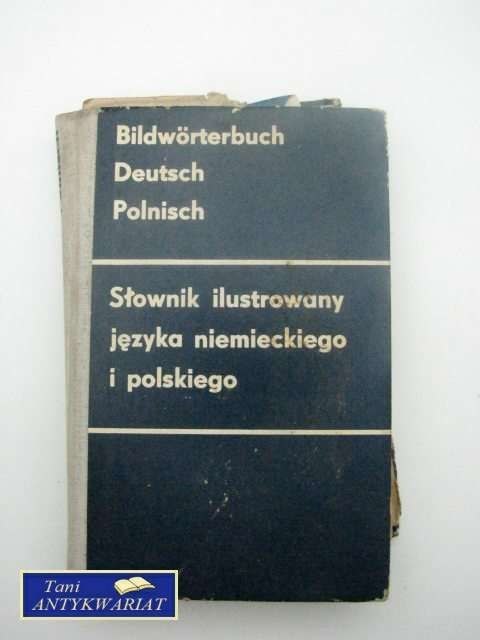 Bildwörterbuch
Deutsch
Polnisch
Słownik ilustrowany
języka niemieckiego
i polskiego
Tani
ANTYKWARIAT